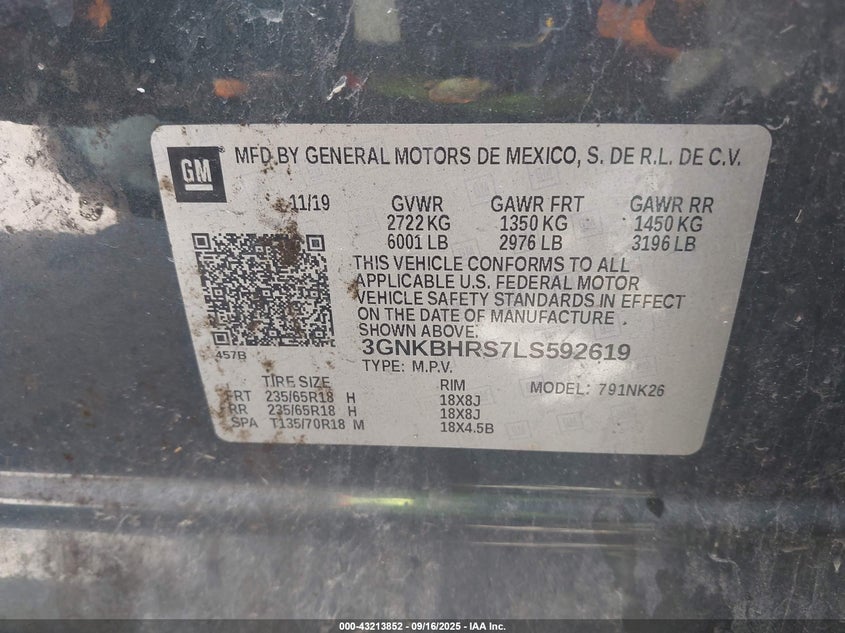 GM
MFD BY GENERAL MOTORS DE MEXICO, S. DE R.L. DE C.V.
11/19 GVWR GAWR FRT GAWR RR
2722 KG 1350 KG 1450 KG
6001 LB 2976 LB 3196 LB
THIS VEHICLE CONFORMS TO ALL
APPLICABLE U.S. FEDERAL MOTOR
VEHICLE SAFETY STANDARDS IN EFFECT
ON THE DATE OF MANUFACTURE
SHOWN ABOVE.
457B
3GNKBHRS7LS592619
TYPE: M.P.V.
TIRE SIZE RIM MODEL: 791NK26
FRT 235/65R18 H 18X8J
RR 235/65R18 H 18X8J
SPA T135/70R18 M 18X4.5B
000-43213852 - 09/16/2025 - IAA Inc.